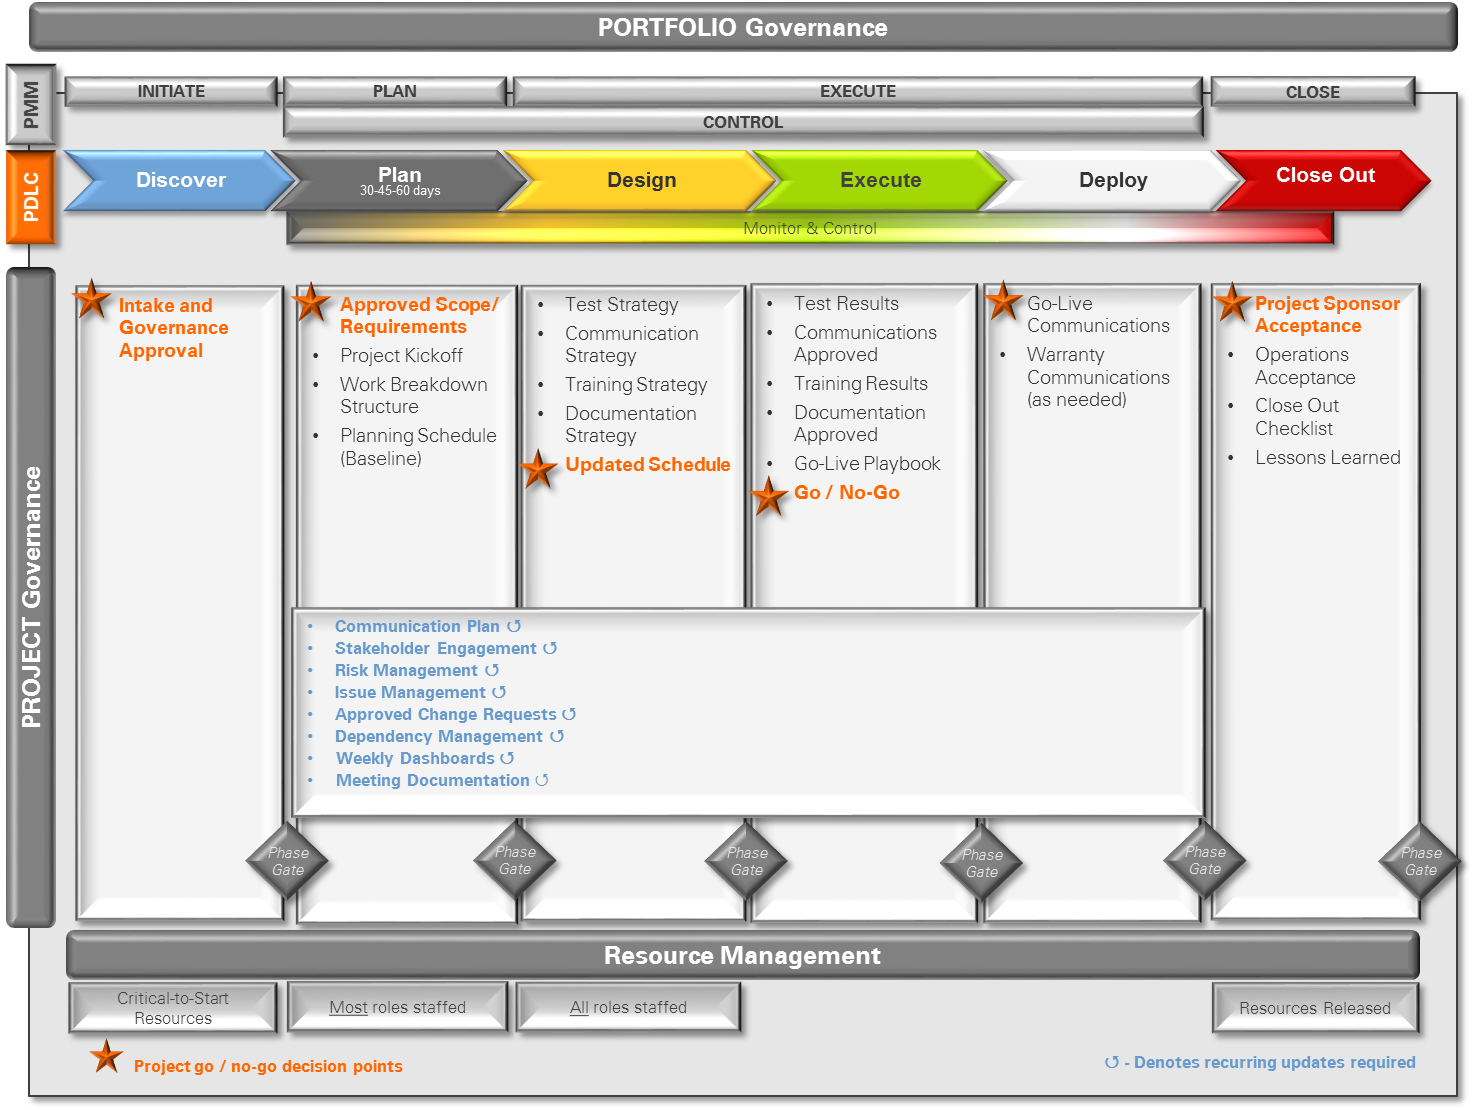 PORTFOLIO Governance
PMM
INITIATE
PLAN
EXECUTE
CLOSE
CONTROL
PDLC
Discover
Plan
30-45-60 days
Design
Execute
Deploy
Close Out
Monitor & Control
PROJECT Governance
Intake and
Governance
Approval
Approved Scope/
Requirements
• Project Kickoff
• Work Breakdown
Structure
• Planning Schedule
(Baseline)
• Test Strategy
• Communication
Strategy
• Training Strategy
• Documentation
Strategy
Updated Schedule
• Test Results
• Communications
Approved
• Training Results
• Documentation
Approved
• Go-Live Playbook
Go / No-Go
Go-Live
Communications
• Warranty
Communications
(as needed)
Project Sponsor
Acceptance
• Operations
Acceptance
• Close Out
Checklist
• Lessons Learned
• Communication Plan ↺
• Stakeholder Engagement ↺
• Risk Management ↺
• Issue Management ↺
• Approved Change Requests ↺
• Dependency Management ↺
• Weekly Dashboards ↺
• Meeting Documentation ↺
Phase
Gate
Phase
Gate
Phase
Gate
Phase
Gate
Phase
Gate
Phase
Gate
Resource Management
Critical-to-Start
Resources
Most roles staffed
All roles staffed
Resources Released
Project go / no-go decision points
↺ - Denotes recurring updates required